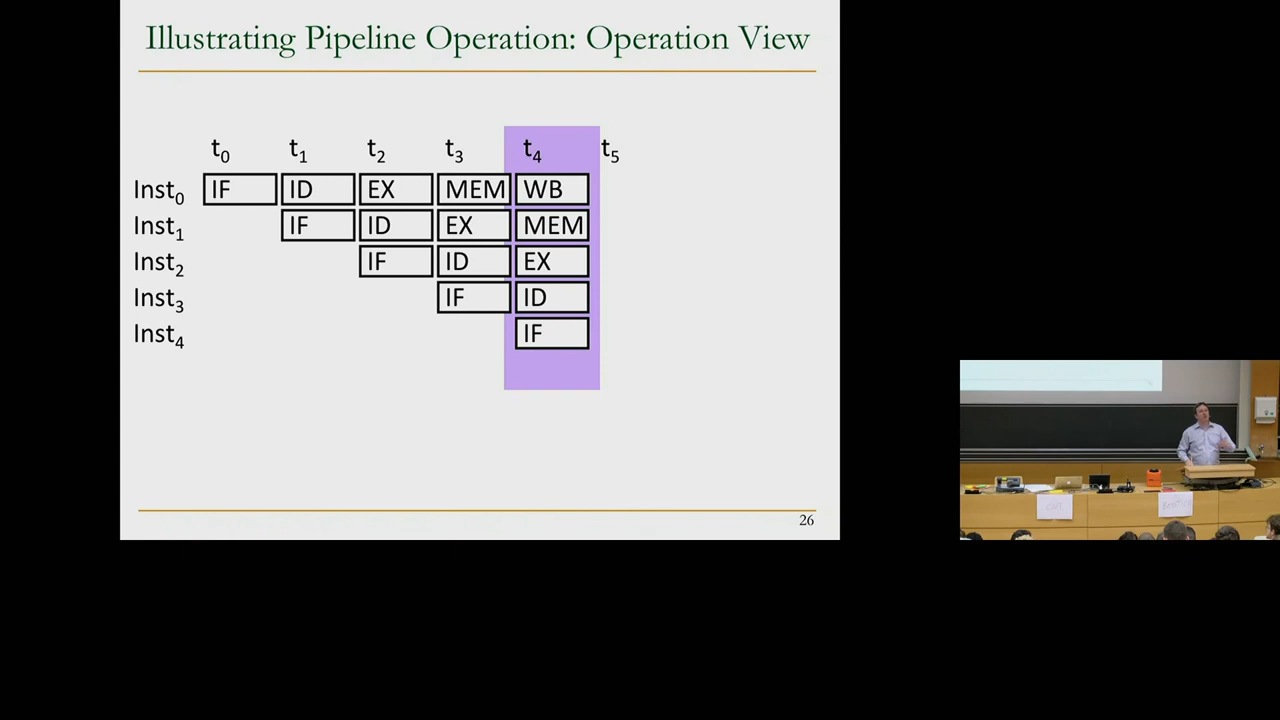 Illustrating Pipeline Operation: Operation View
t0 t1 t2 t3 t4 t5
Inst0 IF ID EX MEM WB
Inst1 IF ID EX MEM
Inst2 IF ID EX
Inst3 IF ID
Inst4 IF
26